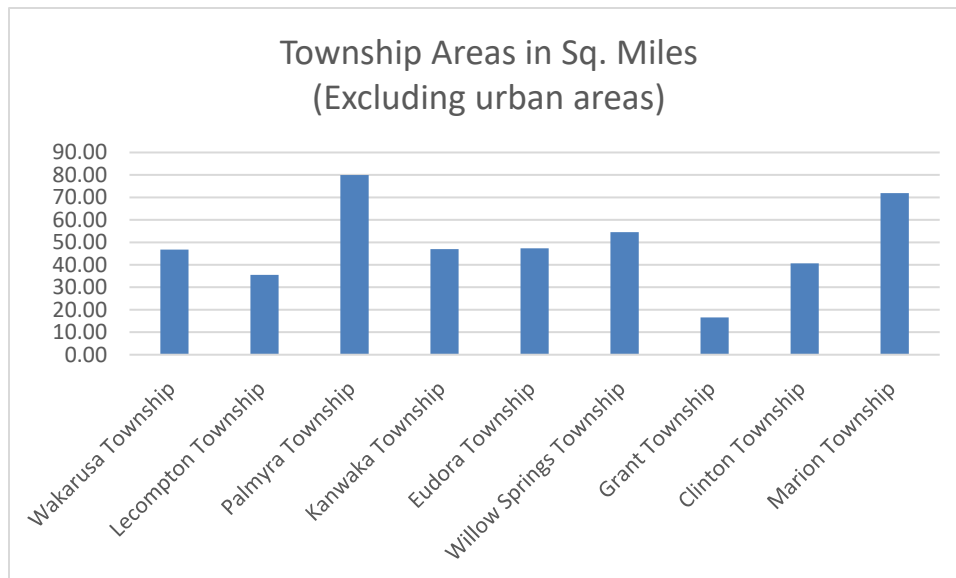 Township Areas in Sq. Miles
(Excluding urban areas)
90.00
80.00
70.00
60.00
50.00
40.00
30.00
20.00
10.00
0.00
Wakarusa Township
Lecompton Township
Palmyra Township
Kanwaka Township
Eudora Township
Willow Springs Township
Grant Township
Clinton Township
Marion Township